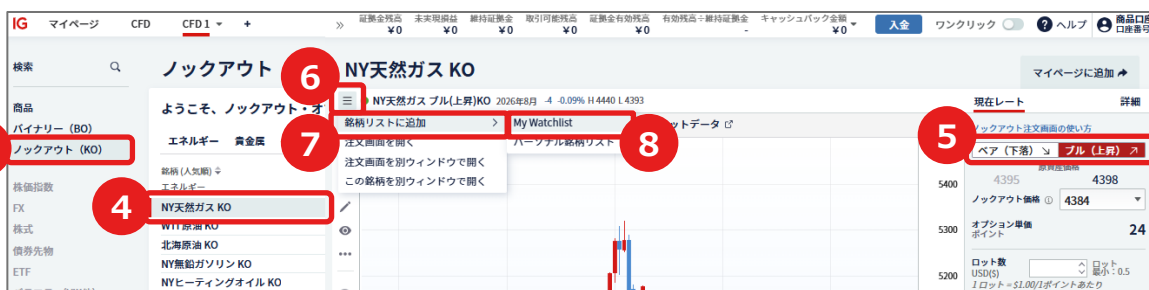 IG マイページ CFD CFD 1 +
証拠金残高 ¥0
未実現損益 ¥0
維持証拠金 ¥0
取引可能残高 ¥0
証拠金有効残高 ¥0
有効残高÷維持証拠金 -
キャッシュバック金額 ¥0
入金
ワンクリック
ヘルプ
商品口座
口座番号
検索
商品
バイナリー（BO）
ノックアウト（KO）
株価指数
FX
株式
債券先物
ETF
ノックアウト
ようこそ、ノックアウト・オ
エネルギー 貴金属
銘柄 (人気順)
エネルギー
4
NY天然ガス KO
WTI原油 KO
北海原油 KO
NY無鉛ガソリン KO
NYヒーティングオイル KO
6
NY天然ガス KO
マイページに追加
NY天然ガス ブル(上昇)KO 2026年8月 -4 -0.09% H 4440 L 4393
7
銘柄リストに追加 >
注文画面を開く
注文画面を別ウィンドウで開く
この銘柄を別ウィンドウで開く
My Watchlist
パーソナル銘柄リスト
8
ットデータ
5400
5300
5200
現在レート 詳細
ノックアウト注文画面の使い方
5
ベア（下落） ブル（上昇）
原資産価格
4395 4398
ノックアウト価格 4384
オプション単価
ポイント
24
ロット数
USD($)
ロット
最小：0.5
1 ロット = $1.00/1ポイントあたり